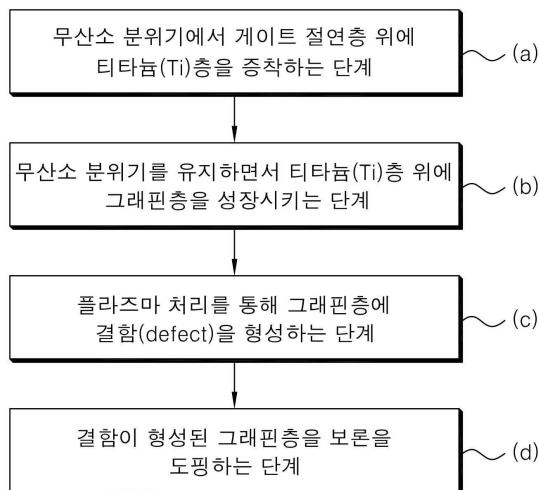 무산소 분위기에서 게이트 절연층 위에
티타늄(Ti)층을 증착하는 단계
(a)
무산소 분위기를 유지하면서 티타늄(Ti)층 위에
그래핀층을 성장시키는 단계
(b)
플라즈마 처리를 통해 그래핀층에
결함(defect)을 형성하는 단계
(c)
결함이 형성된 그래핀층을 보론을
도핑하는 단계
(d)